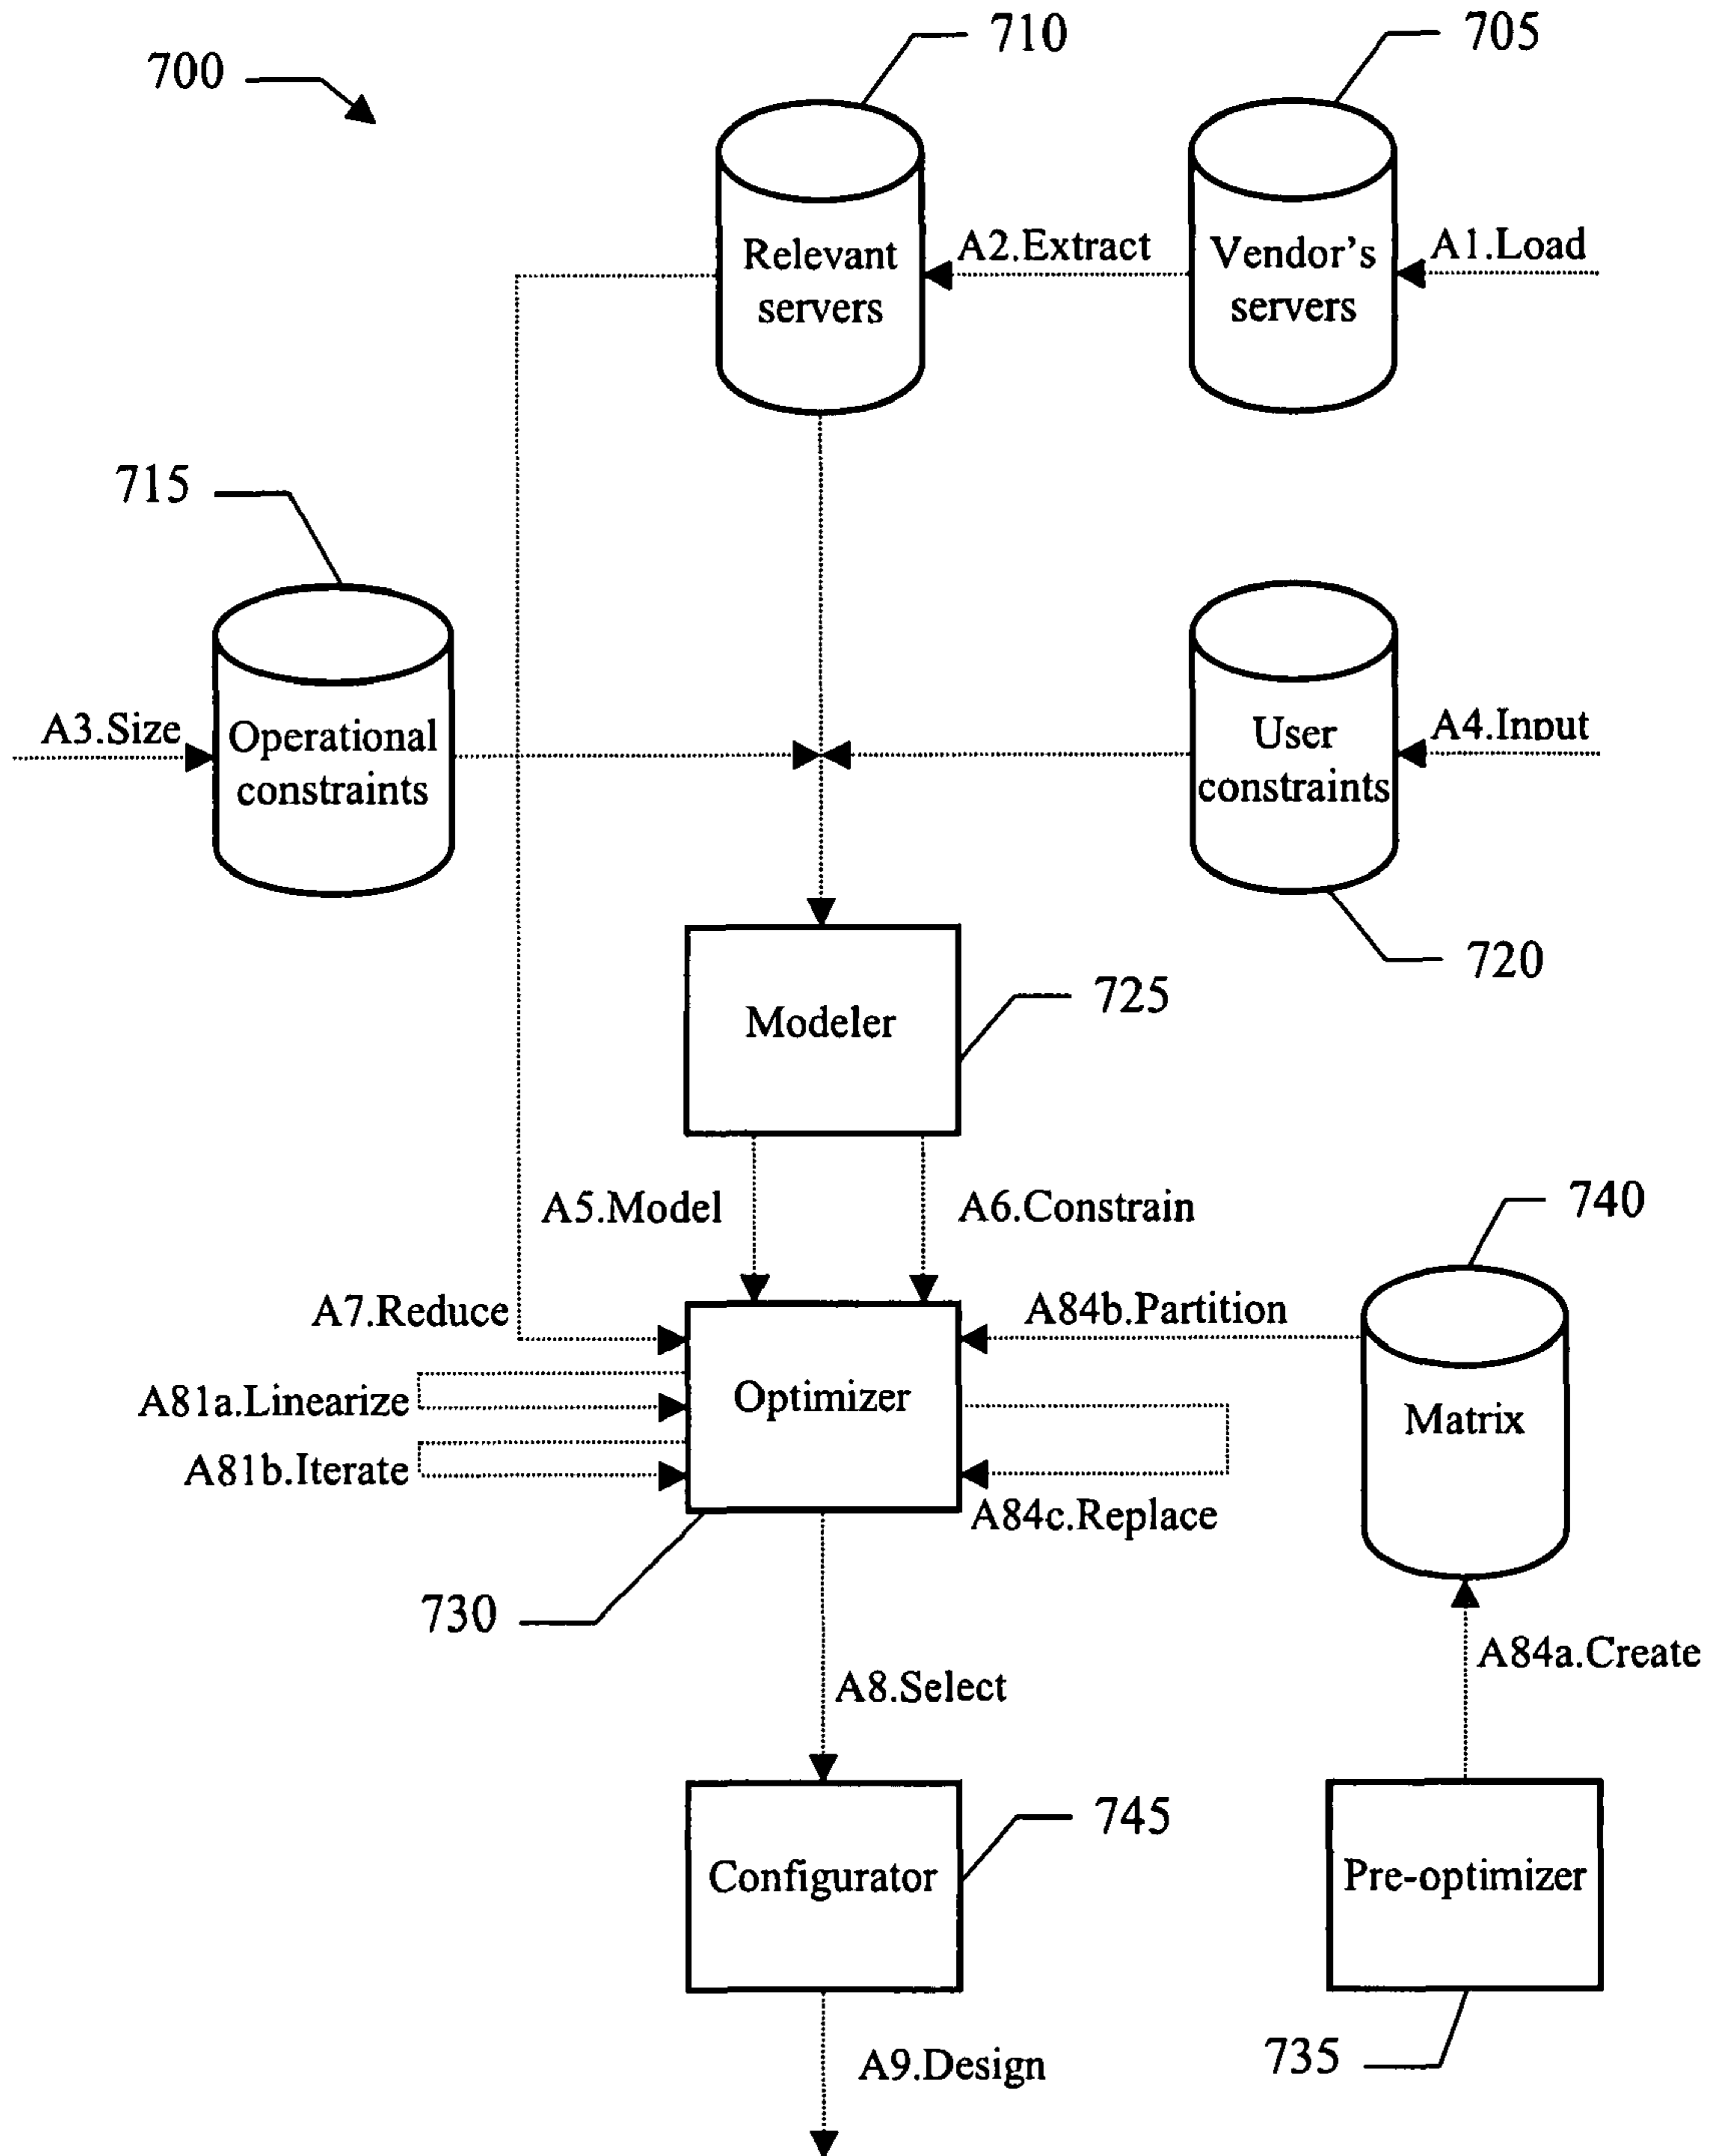 700
710
705
Relevant
servers
A2.Extract
Vendor's
servers
A1.Load
715
A3.Size
Operational
constraints
User
constraints
A4.Input
720
Modeler
725
A5.Model
A6.Constrain
740
A7.Reduce
A84b.Partition
A81a.Linearize
Optimizer
Matrix
A81b.Iterate
A84c.Replace
730
A84a.Create
A8.Select
745
Configurator
Pre-optimizer
735
A9.Design